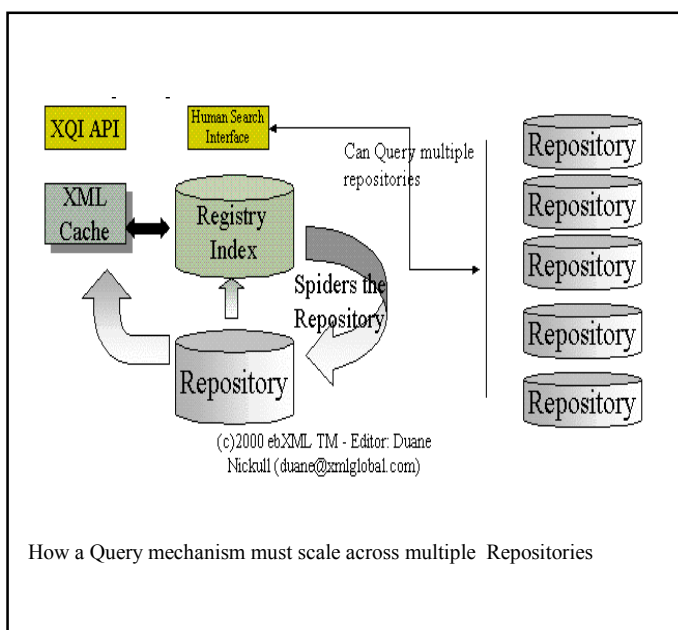 XQI API
Human Search
Interface
Can Query multiple
repositories
XML
Cache
Registry
Index
Spiders the
Repository
Repository
Repository
Repository
Repository
Repository
Repository
(c)2000 ebXML TM - Editor: Duane
Nickull (duane@xmlglobal.com)
How a Query mechanism must scale across multiple Repositories